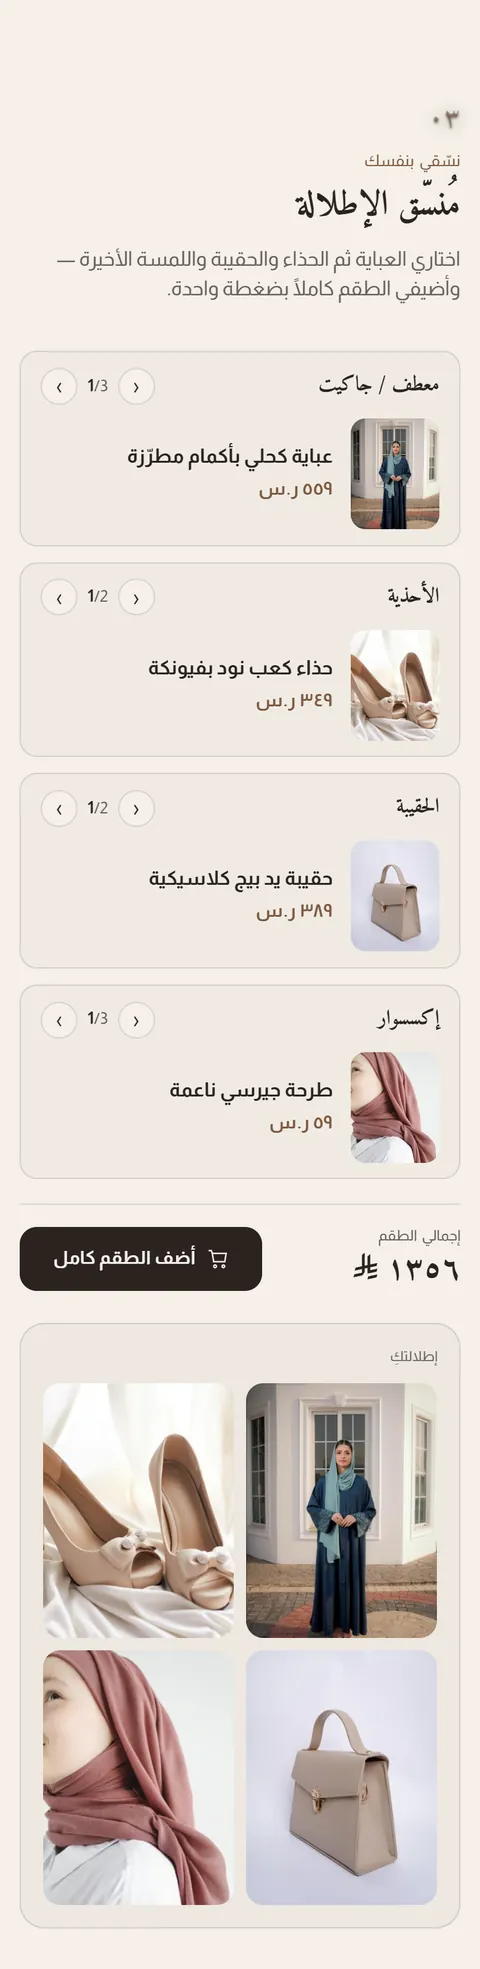 ٠٣
نسّقي بنفسك
مُنسّق الإطلالة
اختاري العباية ثم الحذاء والحقيبة واللمسة الأخيرة —
وأضيفي الطقم كاملًا بضغطة واحدة.
معطف / جاكيت
‹ 1/3 ›
عباية كحلي بأكمام مطرّزة
٥٥٩ ر.س
الأحذية
‹ 1/2 ›
حذاء كعب نود بفيونكة
٣٤٩ ر.س
الحقيبة
‹ 1/2 ›
حقيبة يد بيج كلاسيكية
٣٨٩ ر.س
إكسسوار
‹ 1/3 ›
طرحة جيرسي ناعمة
٥٩ ر.س
إجمالي الطقم
١٣٥٦ ⃁
أضف الطقم كامل
إطلالتكِ